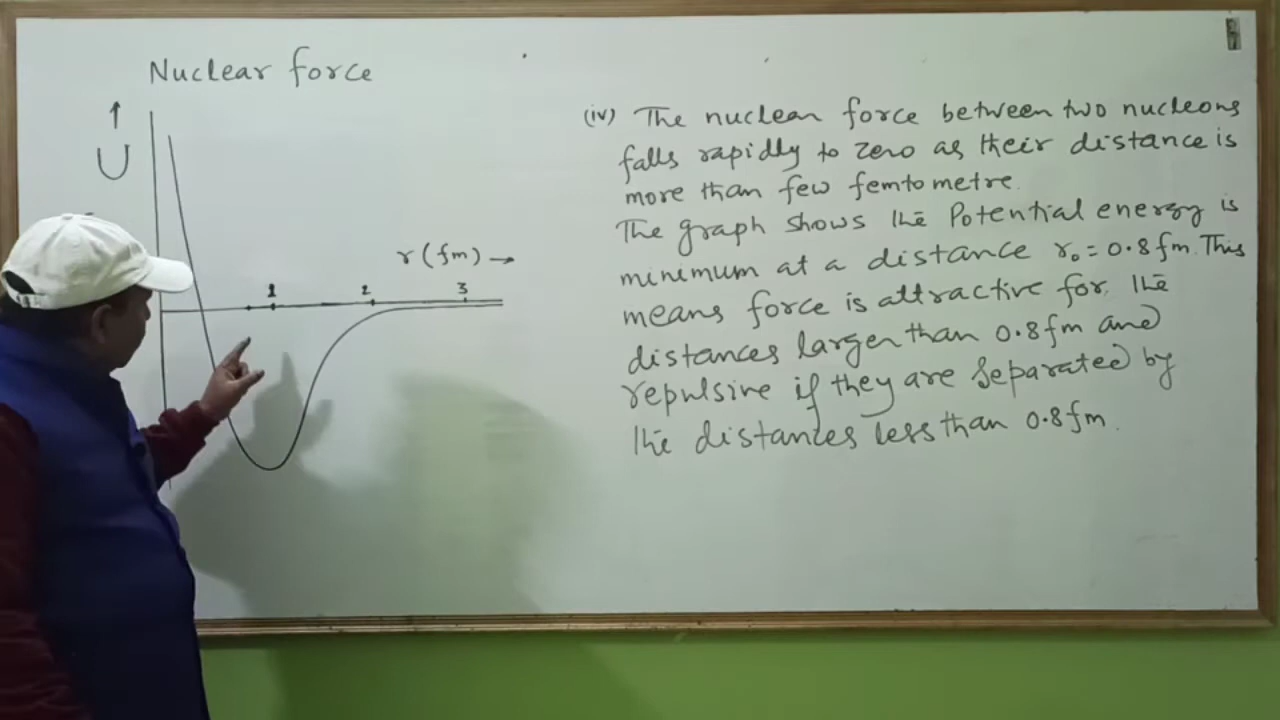 Nuclear force
↑
U
r (fm) →
1 2 3
(iv) The nuclear force between two nucleons
falls rapidly to zero as their distance is
more than few femtometre.
The graph shows the Potential energy is
minimum at a distance r₀ = 0.8 fm. This
means force is attractive for the
distances larger than 0.8 fm and
repulsive if they are separated by
the distances less than 0.8 fm.